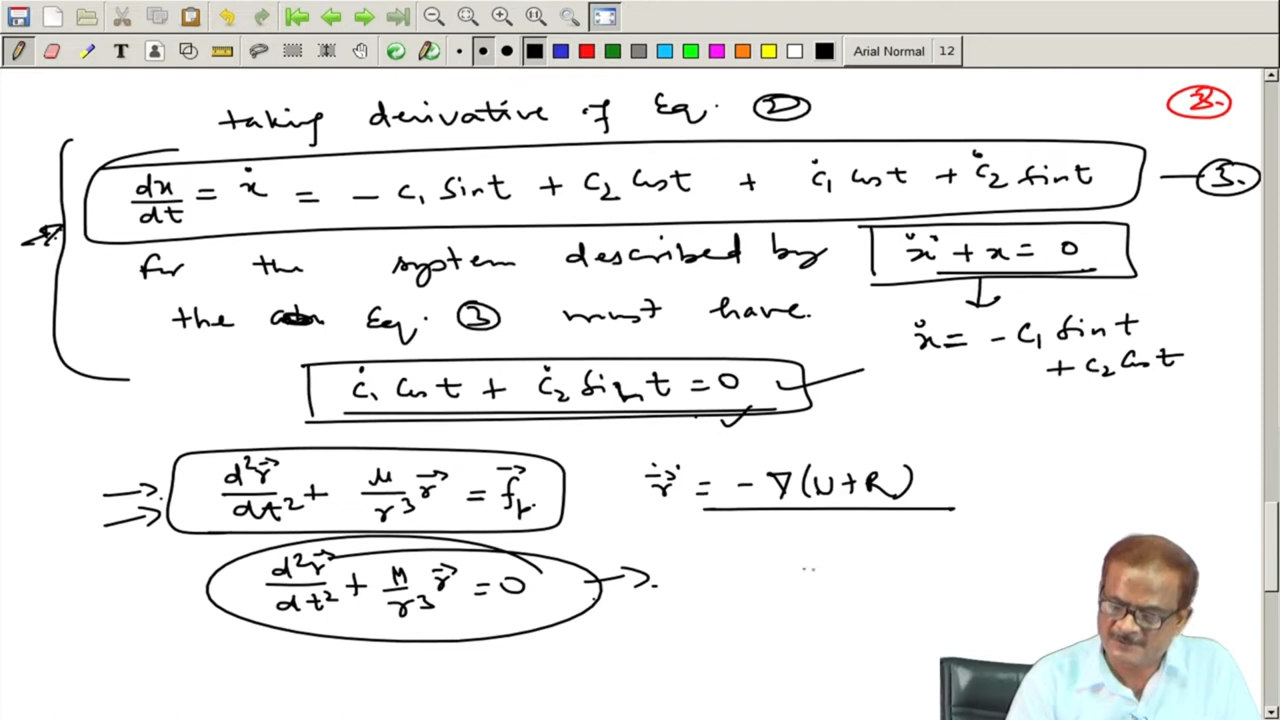 Arial Normal 12
taking derivative of Eq. ②
2.
dx/dt = ẋ = - c₁ sin t + c₂ cos t + ċ₁ cos t + ċ₂ sin t — ③.
for the system described by ẍ + x = 0
the Eq. ③ must have.
ẋ = - c₁ sin t + c₂ cos t
ċ₁ cos t + ċ₂ sin t = 0
d²r⃗/dt² + μ/r³ r⃗ = f⃗ₚ.
r⃗̈ = - ∇(U+R)
d²r⃗/dt² + μ/r³ r⃗ = 0